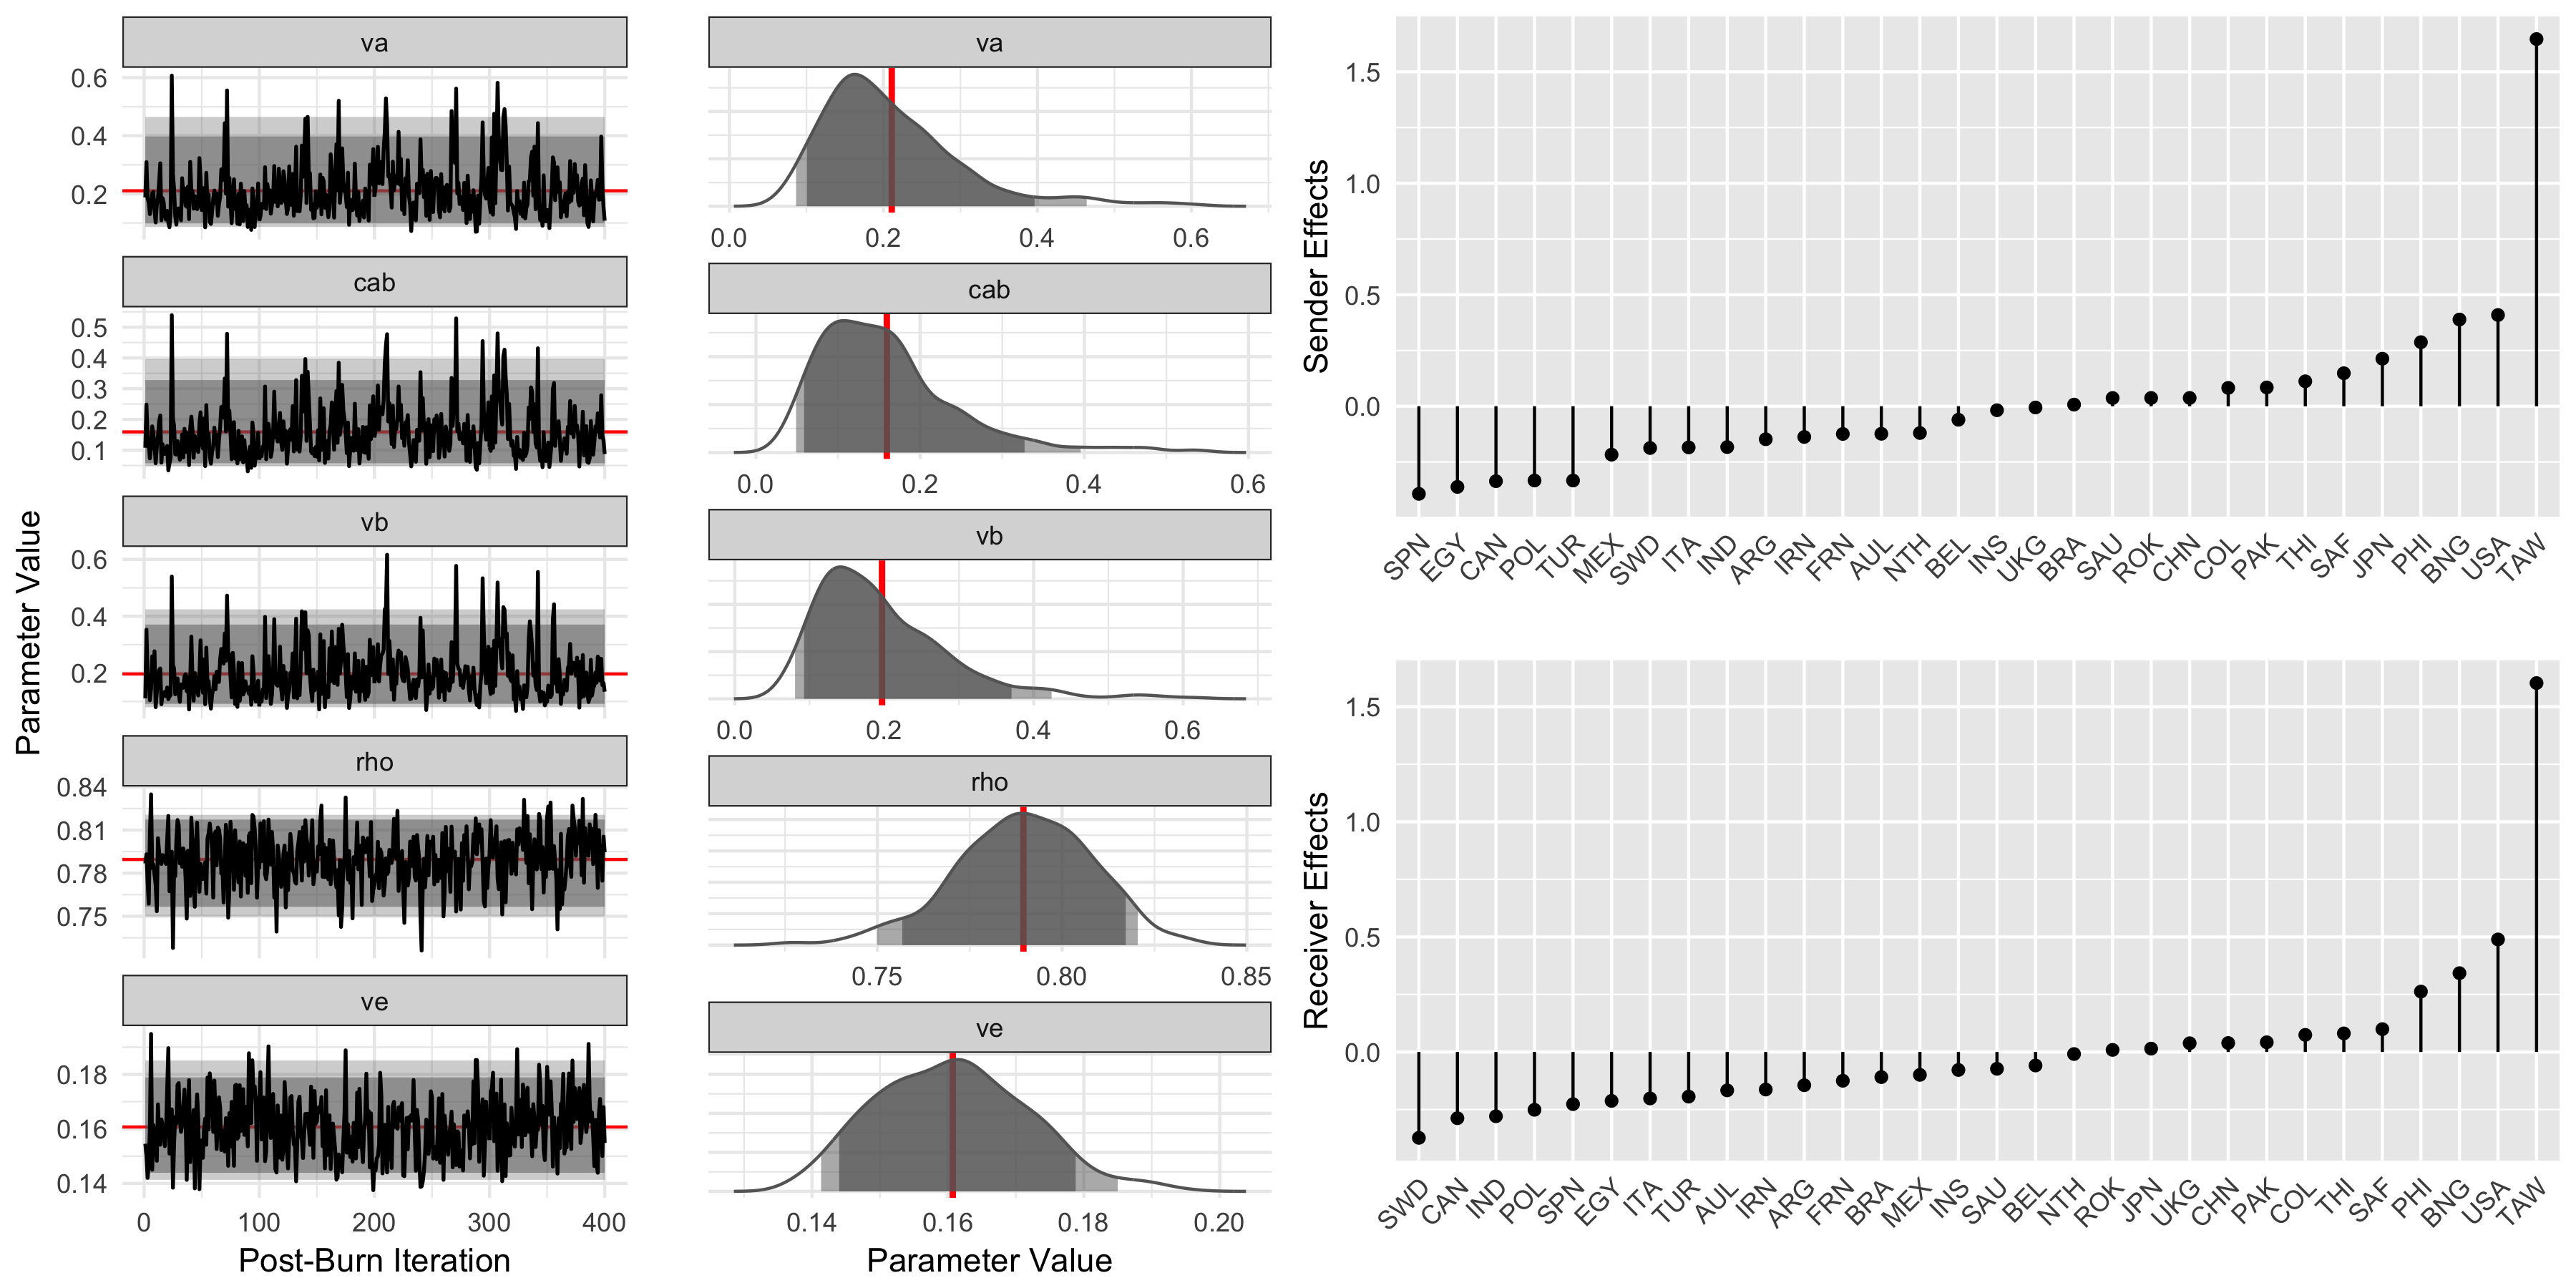 Parameter Value
va
0.6
0.4
0.2
cab
0.5
0.4
0.3
0.2
0.1
vb
0.6
0.4
0.2
rho
0.84
0.81
0.78
0.75
ve
0.18
0.16
0.14
0 100 200 300 400
Post-Burn Iteration
va
0.0 0.2 0.4 0.6
cab
0.0 0.2 0.4 0.6
vb
0.0 0.2 0.4 0.6
rho
0.75 0.80 0.85
ve
0.14 0.16 0.18 0.20
Parameter Value
Sender Effects
1.5
1.0
0.5
0.0
SPN EGY CAN POL TUR MEX SWD ITA IND ARG IRN FRN AUL NTH BEL INS UKG BRA SAU ROK CHN COL PAK THI SAF JPN PHI BNG USA TAW
Receiver Effects
1.5
1.0
0.5
0.0
SWD CAN IND POL SPN EGY ITA TUR AUL IRN ARG FRN BRA MEX INS SAU BEL NTH ROK JPN UKG CHN PAK COL THI SAF PHI BNG USA TAW